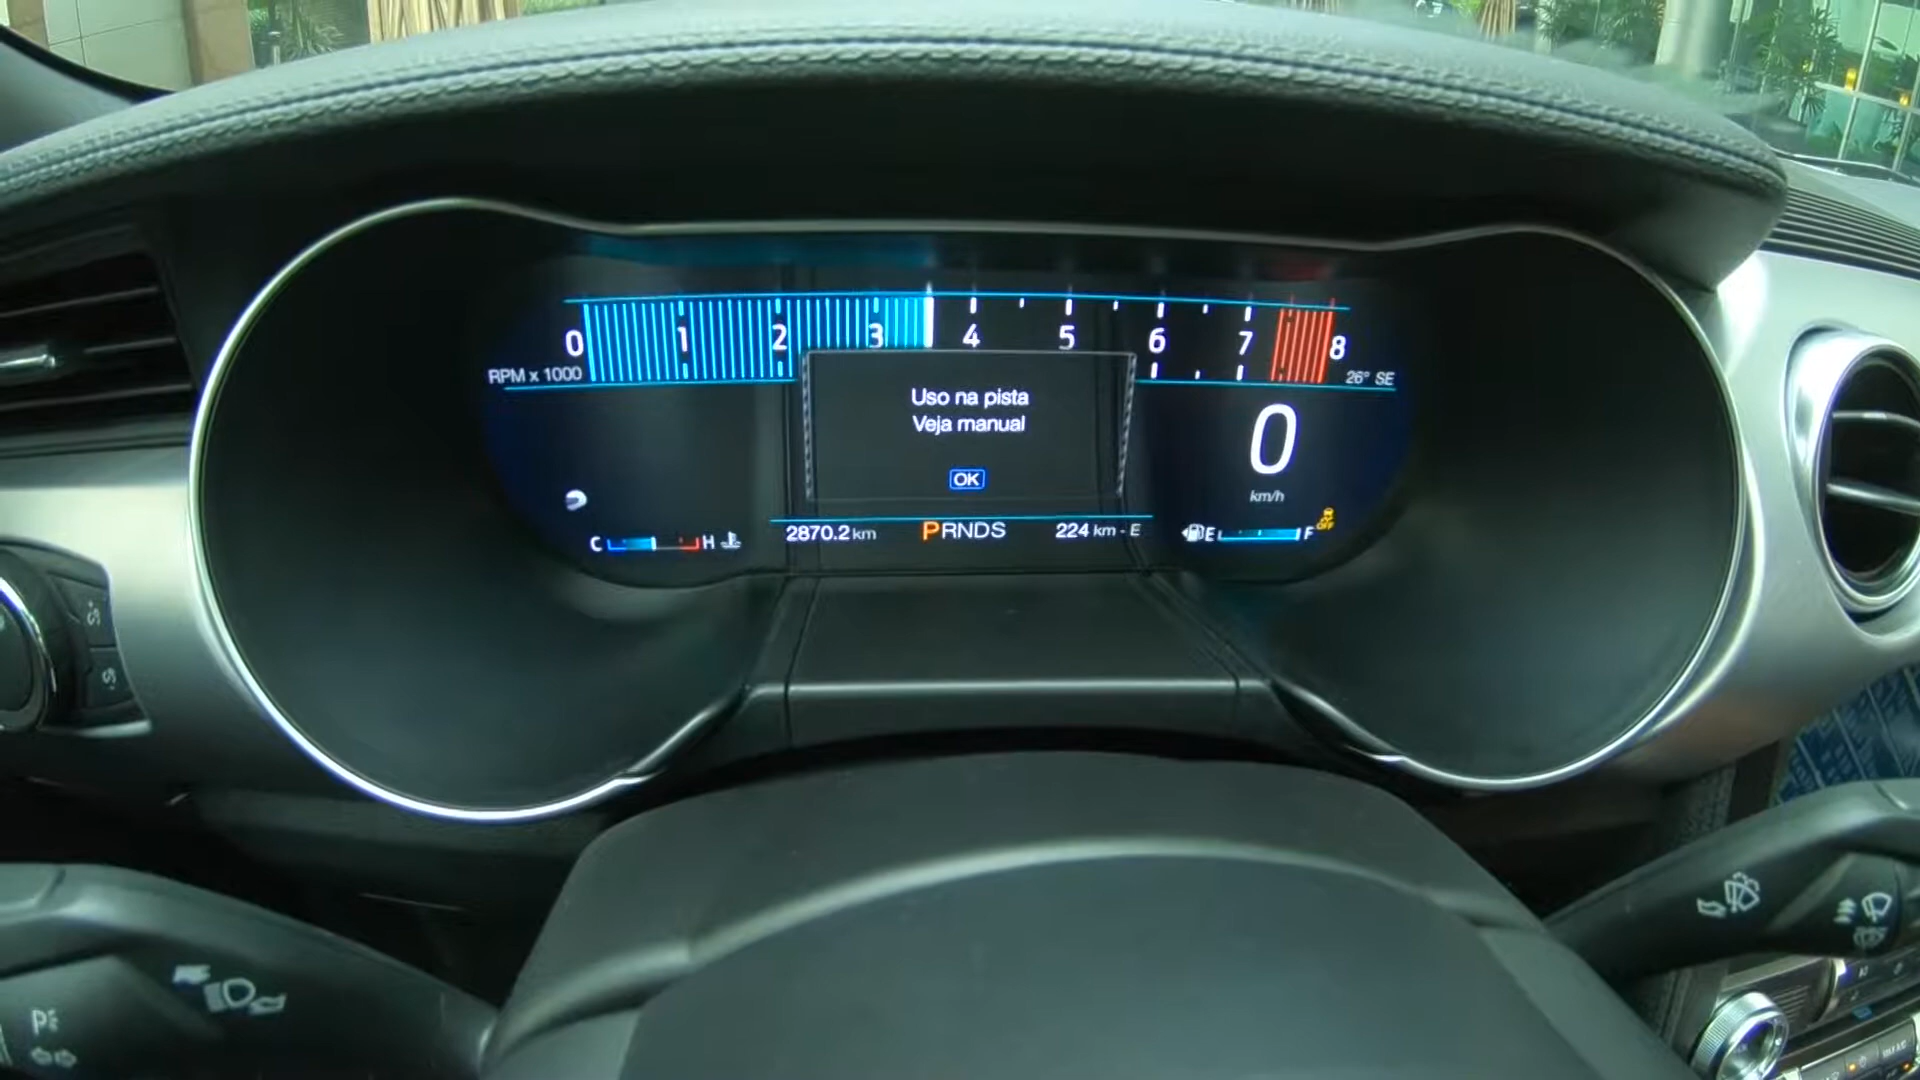 0 1 2 3 4 5 6 7 8
RPM x 1000
26° SE
Uso na pista
Veja manual
OK
0
km/h
C H
2870.2 km
PRNDS
224 km - E
E F
OFF
P